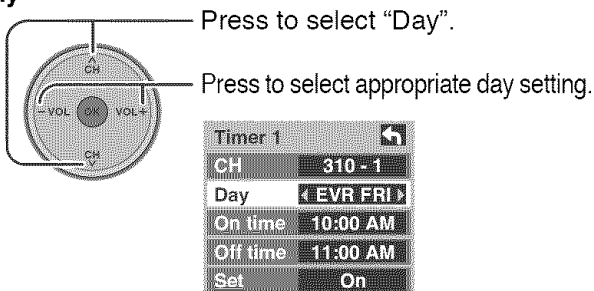 Press to select “Day”.
CH
Press to select appropriate day setting.
– VOL OK VOL +
CH
Timer 1
CH 310 - 1
Day EVR FRI
On time 10:00 AM
Off time 11:00 AM
Set On